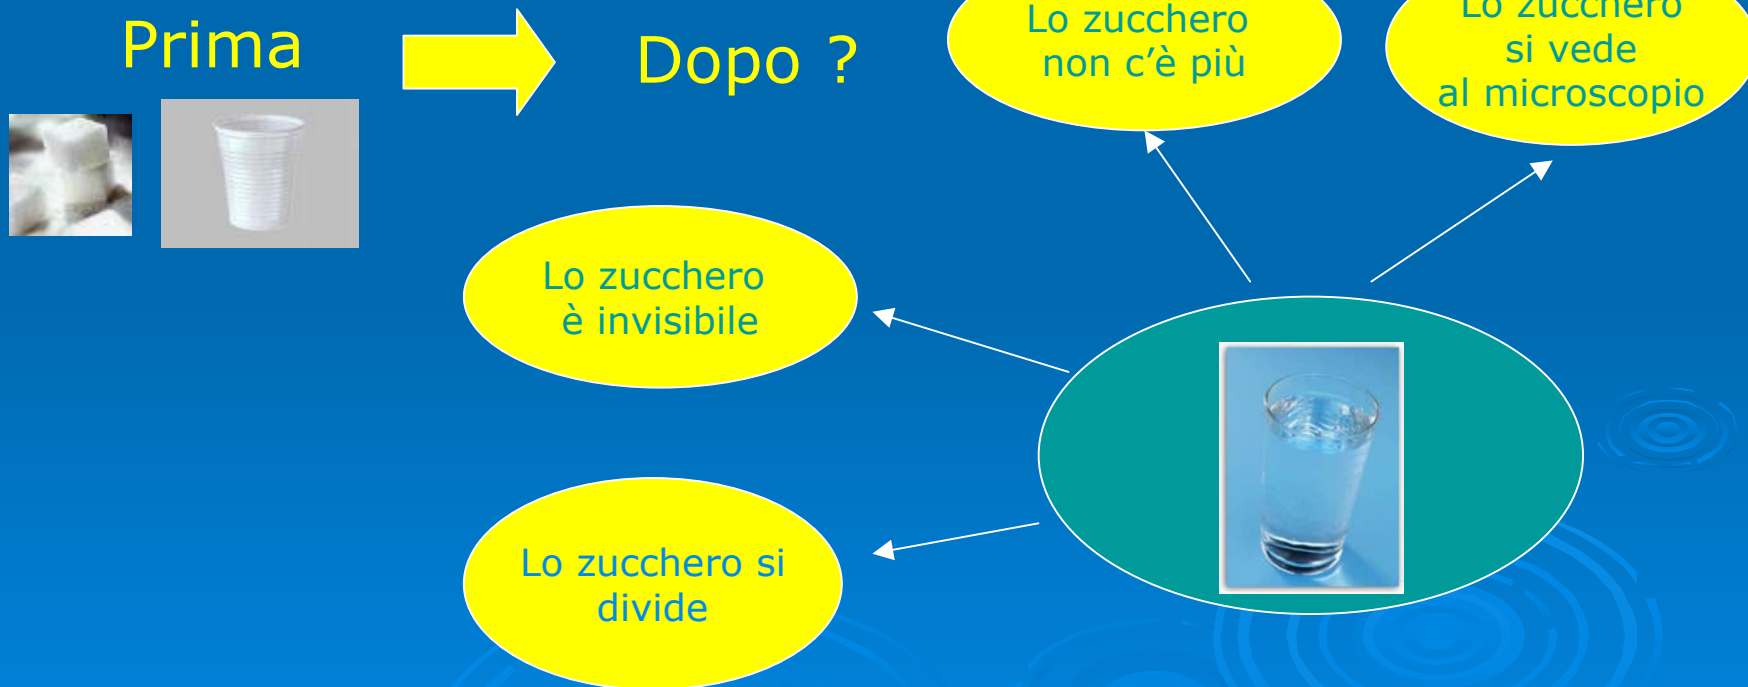 Prima
Dopo ?
Lo zucchero
non c’è più
Lo zucchero
si vede
al microscopio
Lo zucchero
è invisibile
Lo zucchero si
divide